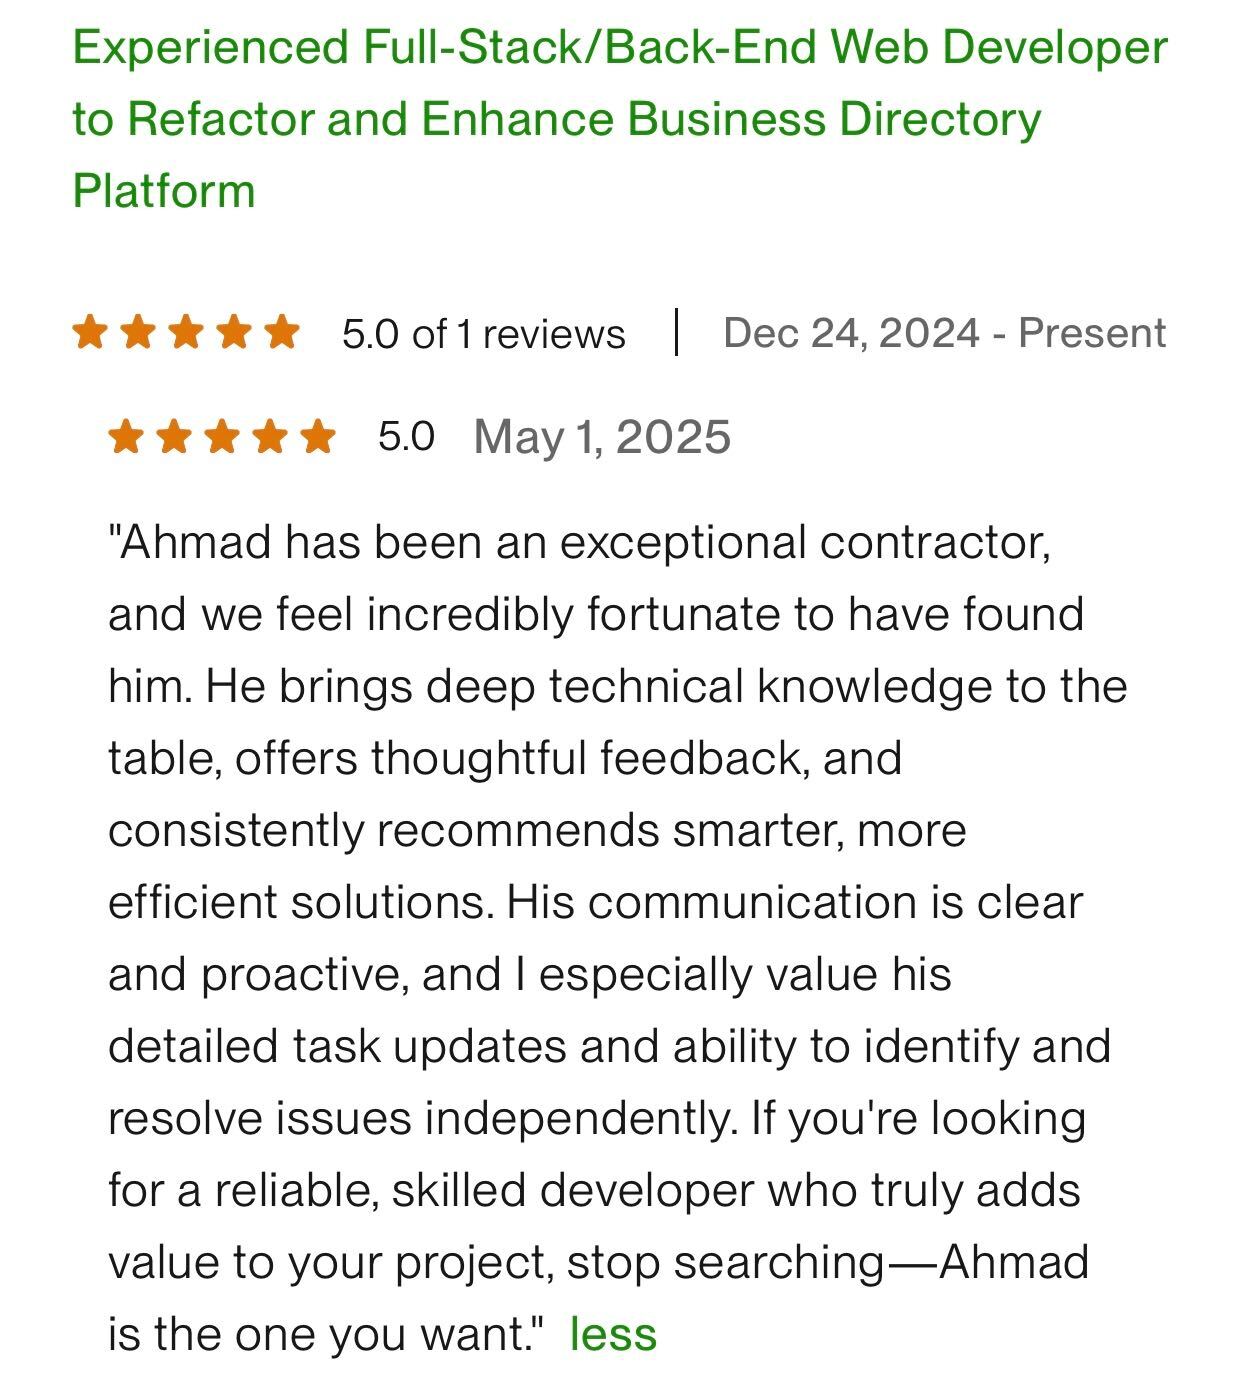 Experienced Full-Stack/Back-End Web Developer
to Refactor and Enhance Business Directory
Platform
5.0 of 1 reviews | Dec 24, 2024 - Present
5.0 May 1, 2025
"Ahmad has been an exceptional contractor,
and we feel incredibly fortunate to have found
him. He brings deep technical knowledge to the
table, offers thoughtful feedback, and
consistently recommends smarter, more
efficient solutions. His communication is clear
and proactive, and I especially value his
detailed task updates and ability to identify and
resolve issues independently. If you're looking
for a reliable, skilled developer who truly adds
value to your project, stop searching—Ahmad
is the one you want." less